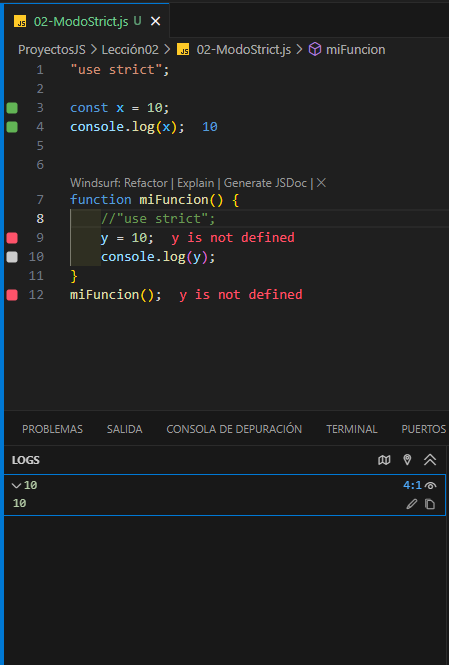 JS 02-ModoStrict.js U
ProyectosJS > Lección02 > JS 02-ModoStrict.js > miFuncion
1 "use strict";
2
3 const x = 10;
4 console.log(x); 10
5
6
Windsurf: Refactor | Explain | Generate JSDoc | X
7 function miFuncion() {
8 //"use strict";
9 y = 10; y is not defined
10 console.log(y);
11 }
12 miFuncion(); y is not defined
PROBLEMAS SALIDA CONSOLA DE DEPURACIÓN TERMINAL PUERTOS
LOGS
10 4:1
10